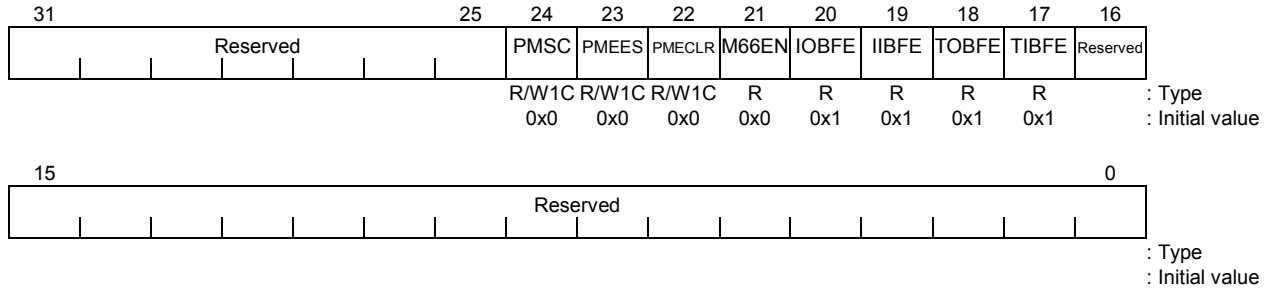 31 25 24 23 22 21 20 19 18 17 16
Reserved PMSC PMEES PMECLR M66EN IOBFE IIBFE TOBFE TIBFE Reserved
R/W1C R/W1C R/W1C R R R R R : Type
0x0 0x0 0x0 0x0 0x1 0x1 0x1 0x1 : Initial value
15 0
Reserved
: Type
: Initial value